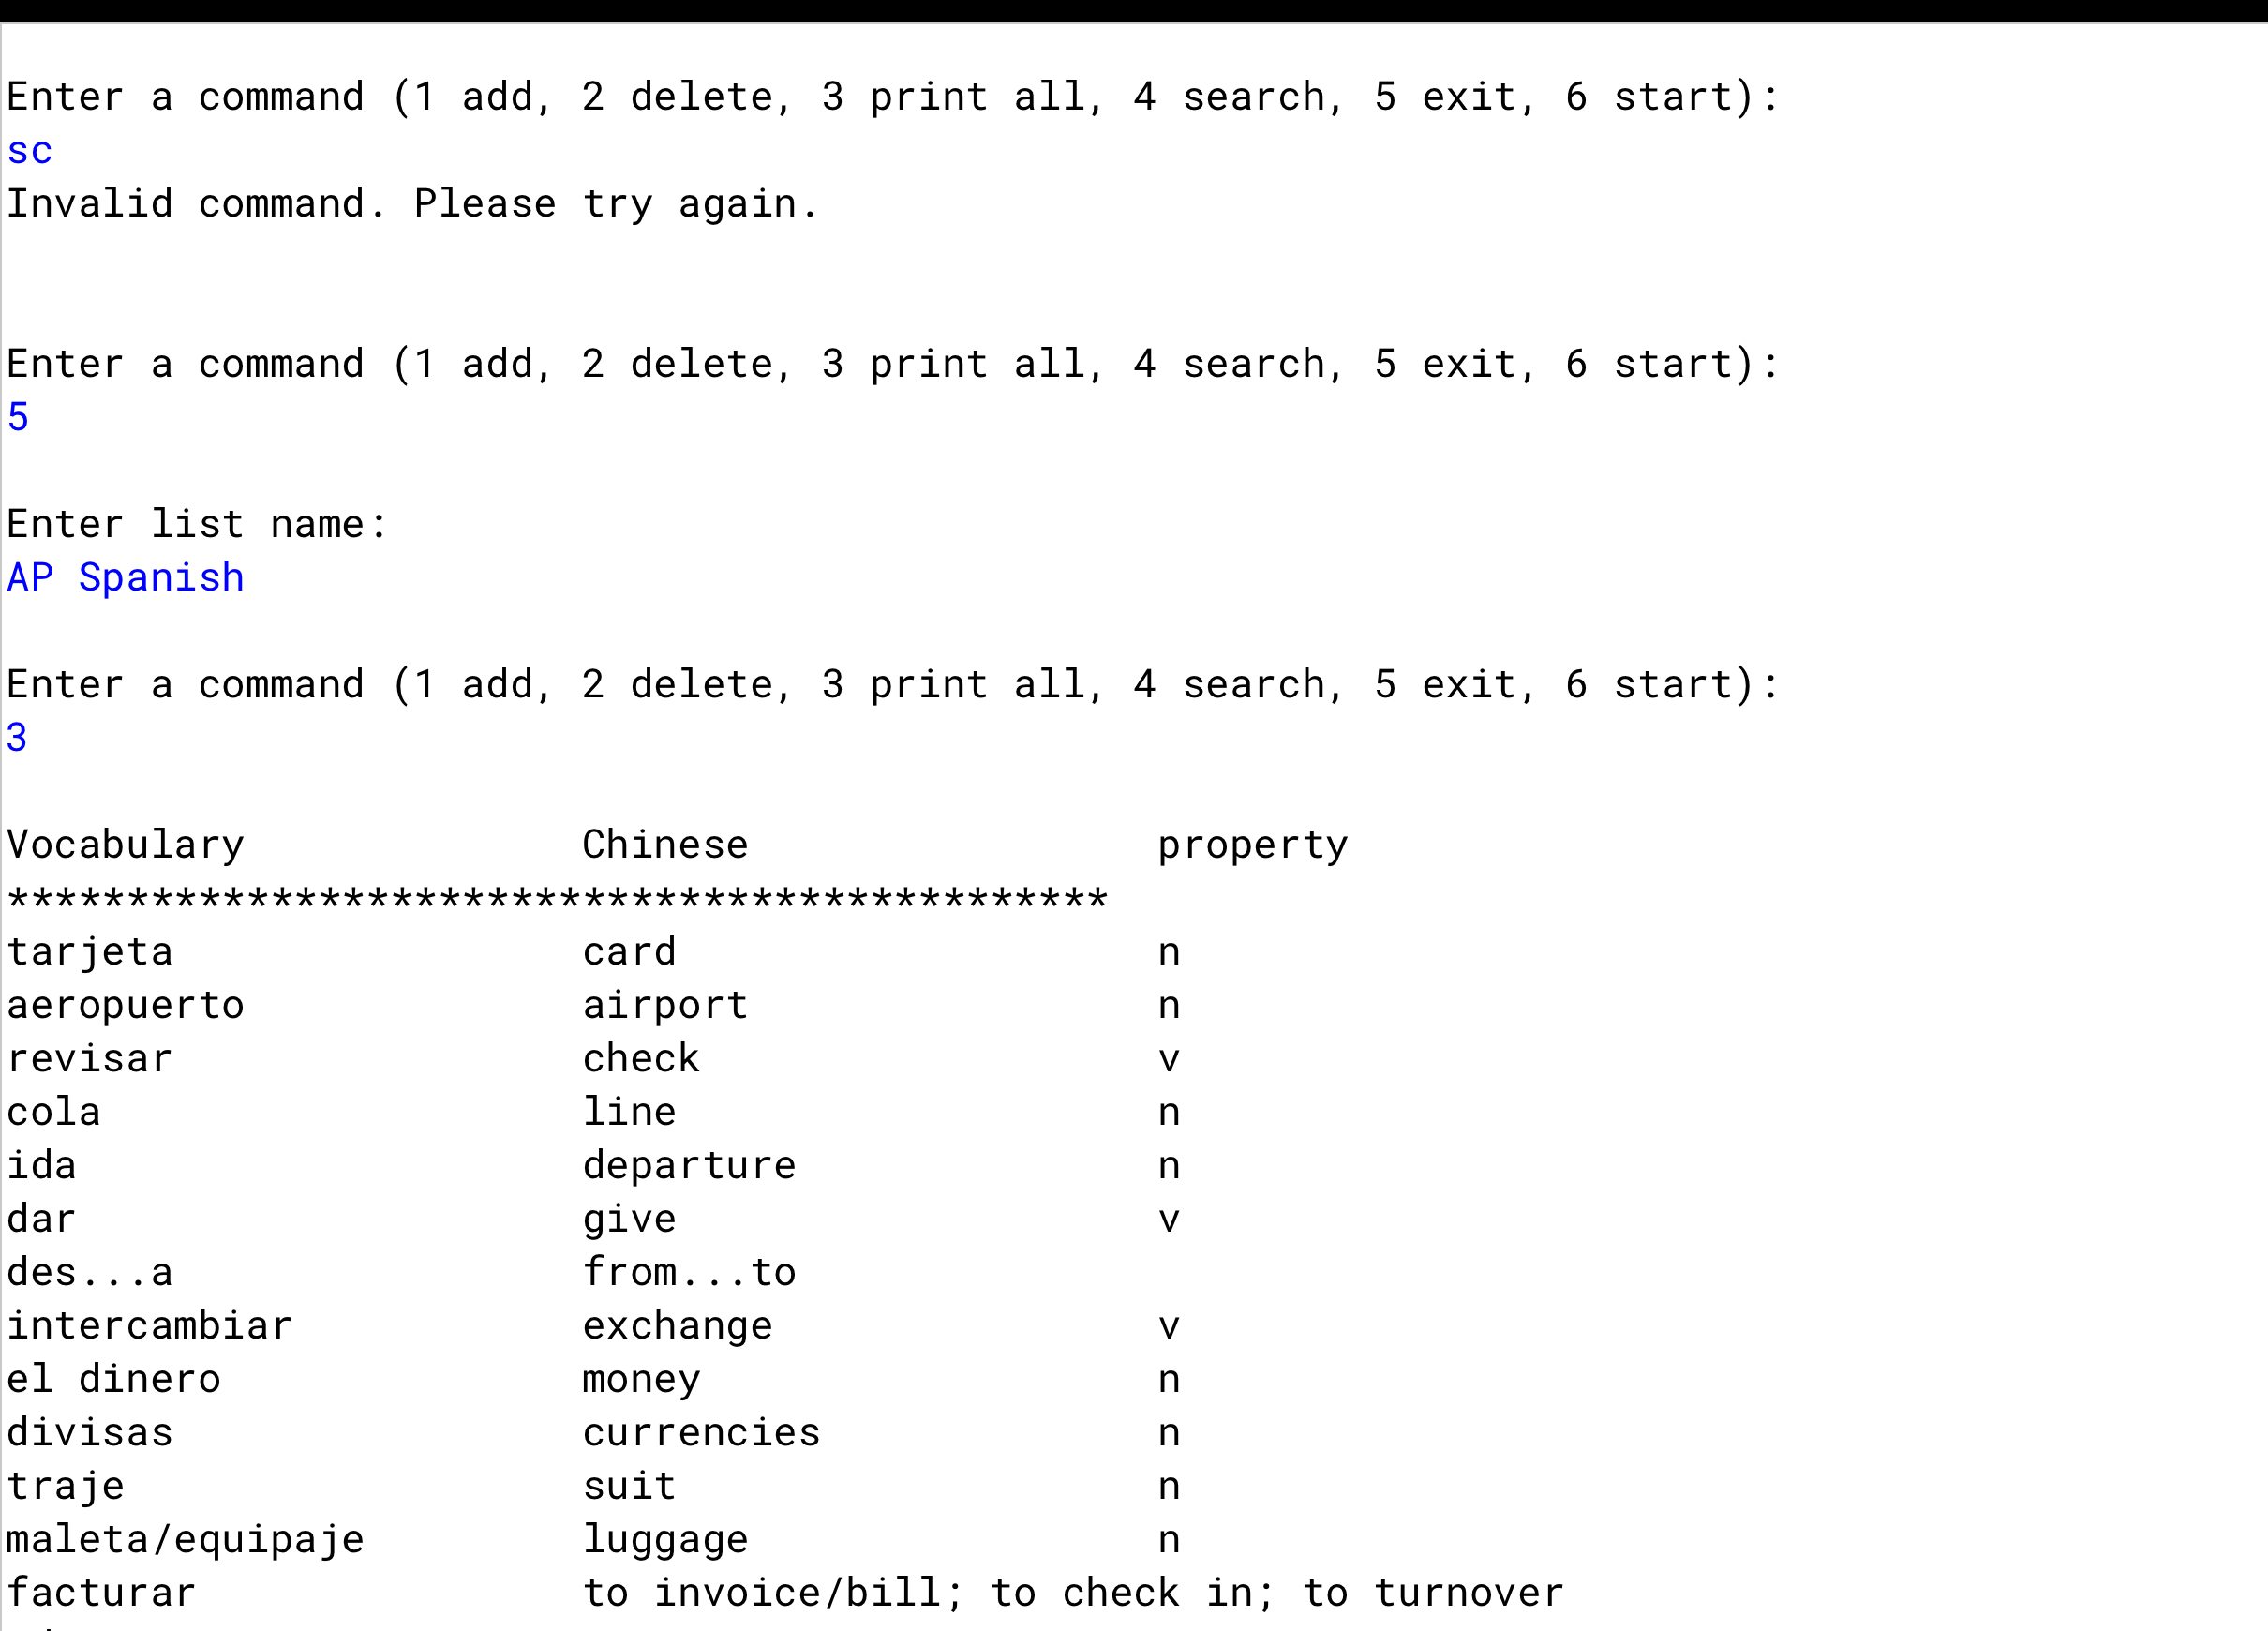 Enter a command (1 add, 2 delete, 3 print all, 4 search, 5 exit, 6 start):
sc
Invalid command. Please try again.
Enter a command (1 add, 2 delete, 3 print all, 4 search, 5 exit, 6 start):
5
Enter list name:
AP Spanish
Enter a command (1 add, 2 delete, 3 print all, 4 search, 5 exit, 6 start):
3
Vocabulary Chinese property
**********************************************
tarjeta card n
aeropuerto airport n
revisar check v
cola line n
ida departure n
dar give v
des...a from...to
intercambiar exchange v
el dinero money n
divisas currencies n
traje suit n
maleta/equipaje luggage n
facturar to invoice/bill; to check in; to turnover